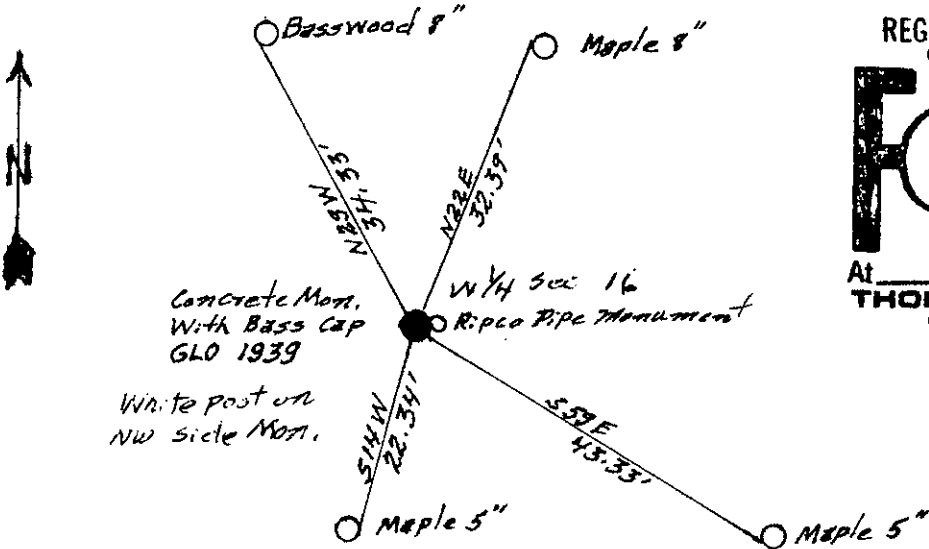 Basswood 8"
Maple 8"
REG
N
34.33'
N22E
32.39'
W 1/4 Sec 16
Ripco Pipe Monument
Concrete Mon.
With Bass Cap
GLO 1939
White post on
NW side Mon.
S14W
22.34'
S59E
43.33'
Maple 5"
Maple 5"
At
THO